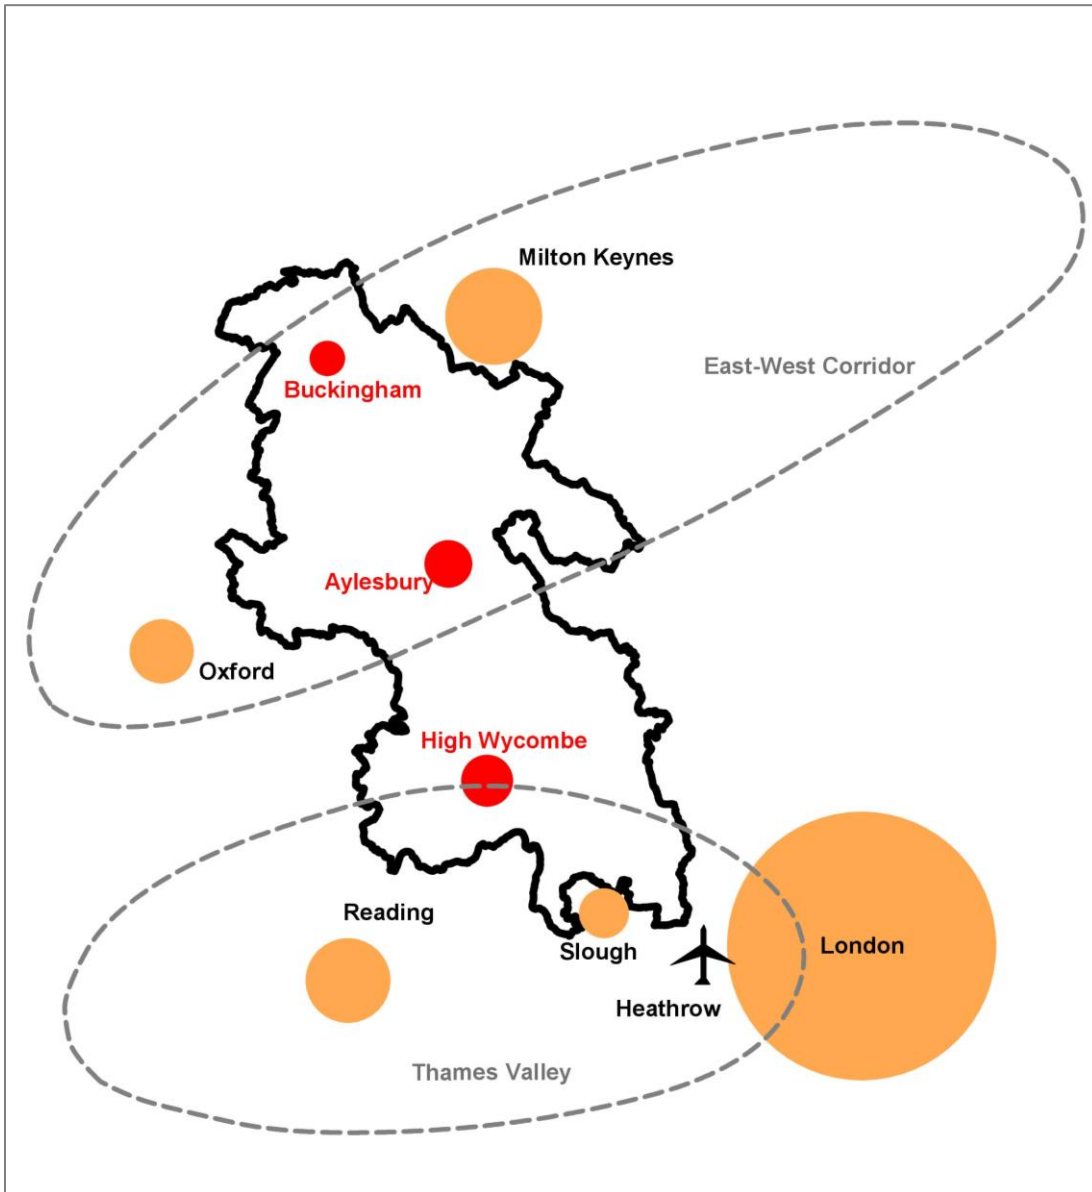 Milton Keynes
East-West Corridor
Buckingham
Aylesbury
Oxford
High Wycombe
Reading
London
Slough
Heathrow
Thames Valley